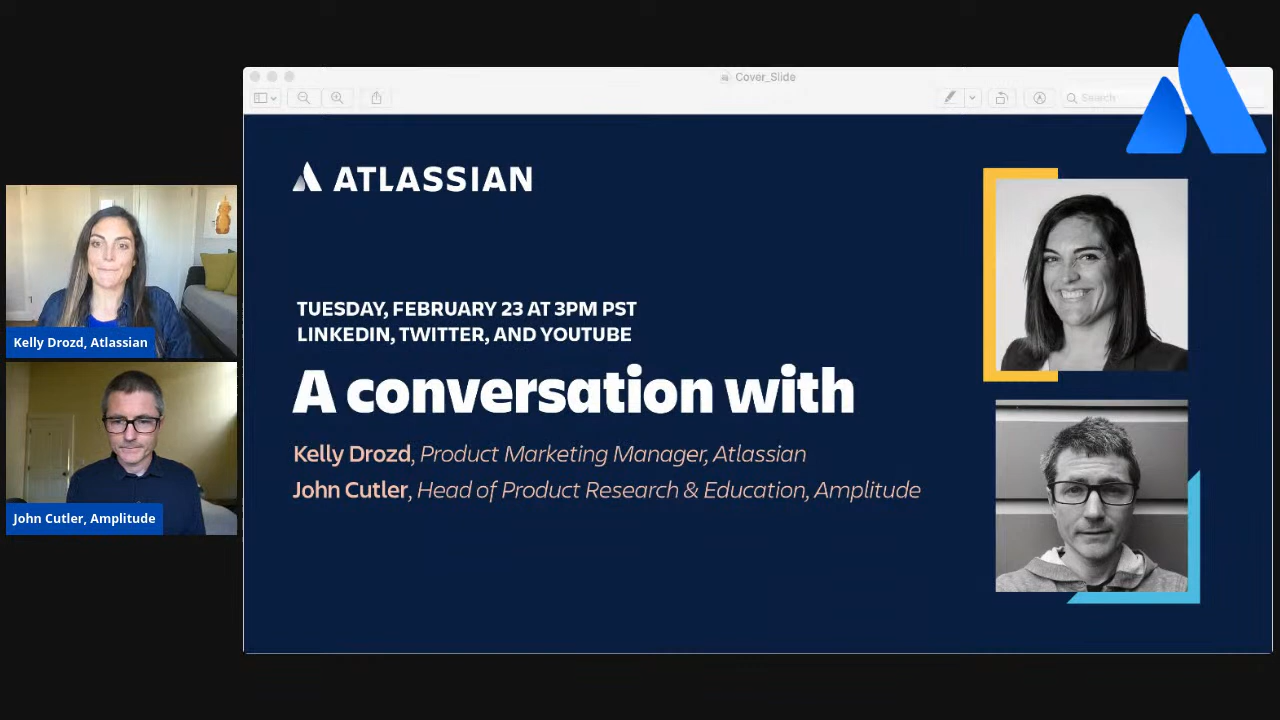 Cover_Slide
Search
ATLASSIAN
TUESDAY, FEBRUARY 23 AT 3PM PST
LINKEDIN, TWITTER, AND YOUTUBE
A conversation with
Kelly Drozd, Product Marketing Manager, Atlassian
John Cutler, Head of Product Research & Education, Amplitude
Kelly Drozd, Atlassian
John Cutler, Amplitude